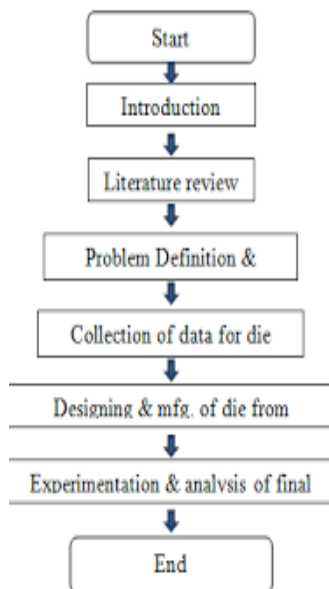 Start
Introduction
Literature review
Problem Definition &
Collection of data for die
Designing & mfg. of die from
Experimentation & analysis of final
End